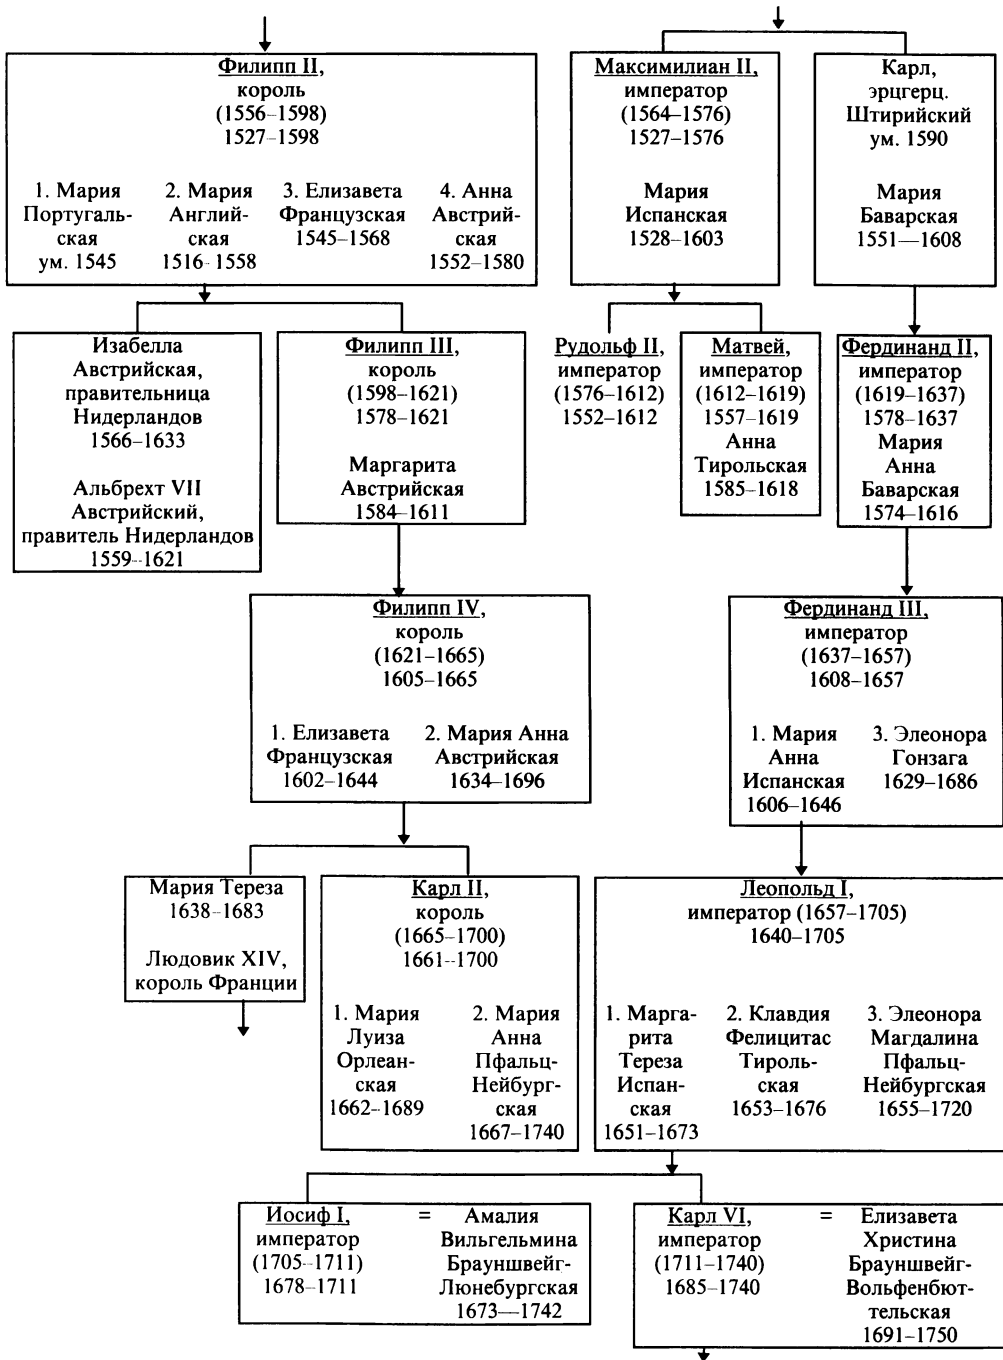 Филипп II,
король
(1556–1598)
1527–1598
1. Мария
Португаль-
ская
ум. 1545
2. Мария
Англий-
ская
1516–1558
3. Елизавета
Французская
1545–1568
4. Анна
Австрий-
ская
1552–1580
Максимилиан II,
император
(1564–1576)
1527–1576
Мария
Испанская
1528–1603
Карл,
эрцгерц.
Штирийский
ум. 1590
Мария
Баварская
1551—1608
Изабелла
Австрийская,
правительница
Нидерландов
1566–1633
Альбрехт VII
Австрийский,
правитель Нидерландов
1559–1621
Филипп III,
король
(1598–1621)
1578–1621
Маргарита
Австрийская
1584–1611
Рудольф II,
император
(1576–1612)
1552–1612
Матвей,
император
(1612–1619)
1557–1619
Анна
Тирольская
1585–1618
Фердинанд II,
император
(1619–1637)
1578–1637
Мария
Анна
Баварская
1574–1616
Филипп IV,
король
(1621–1665)
1605–1665
1. Елизавета
Французская
1602–1644
2. Мария Анна
Австрийская
1634–1696
Фердинанд III,
император
(1637–1657)
1608–1657
1. Мария
Анна
Испанская
1606–1646
3. Элеонора
Гонзага
1629–1686
Мария Тереза
1638–1683
Людовик XIV,
король Франции
Карл II,
король
(1665–1700)
1661–1700
1. Мария
Луиза
Орлеан-
ская
1662–1689
2. Мария
Анна
Пфальц-
Нейбург-
ская
1667–1740
Леопольд I,
император (1657–1705)
1640–1705
1. Марга-
рита
Тереза
Испан-
ская
1651–1673
2. Клавдия
Фелицитас
Тироль-
ская
1653–1676
3. Элеонора
Магдалина
Пфальц-
Нейбургская
1655–1720
Иосиф I,
император
(1705–1711)
1678–1711
=
Амалия
Вильгельмина
Брауншвейг-
Люнебургская
1673—1742
Карл VI,
император
(1711–1740)
1685–1740
=
Елизавета
Христина
Брауншвейг-
Вольфенбют-
тельская
1691–1750